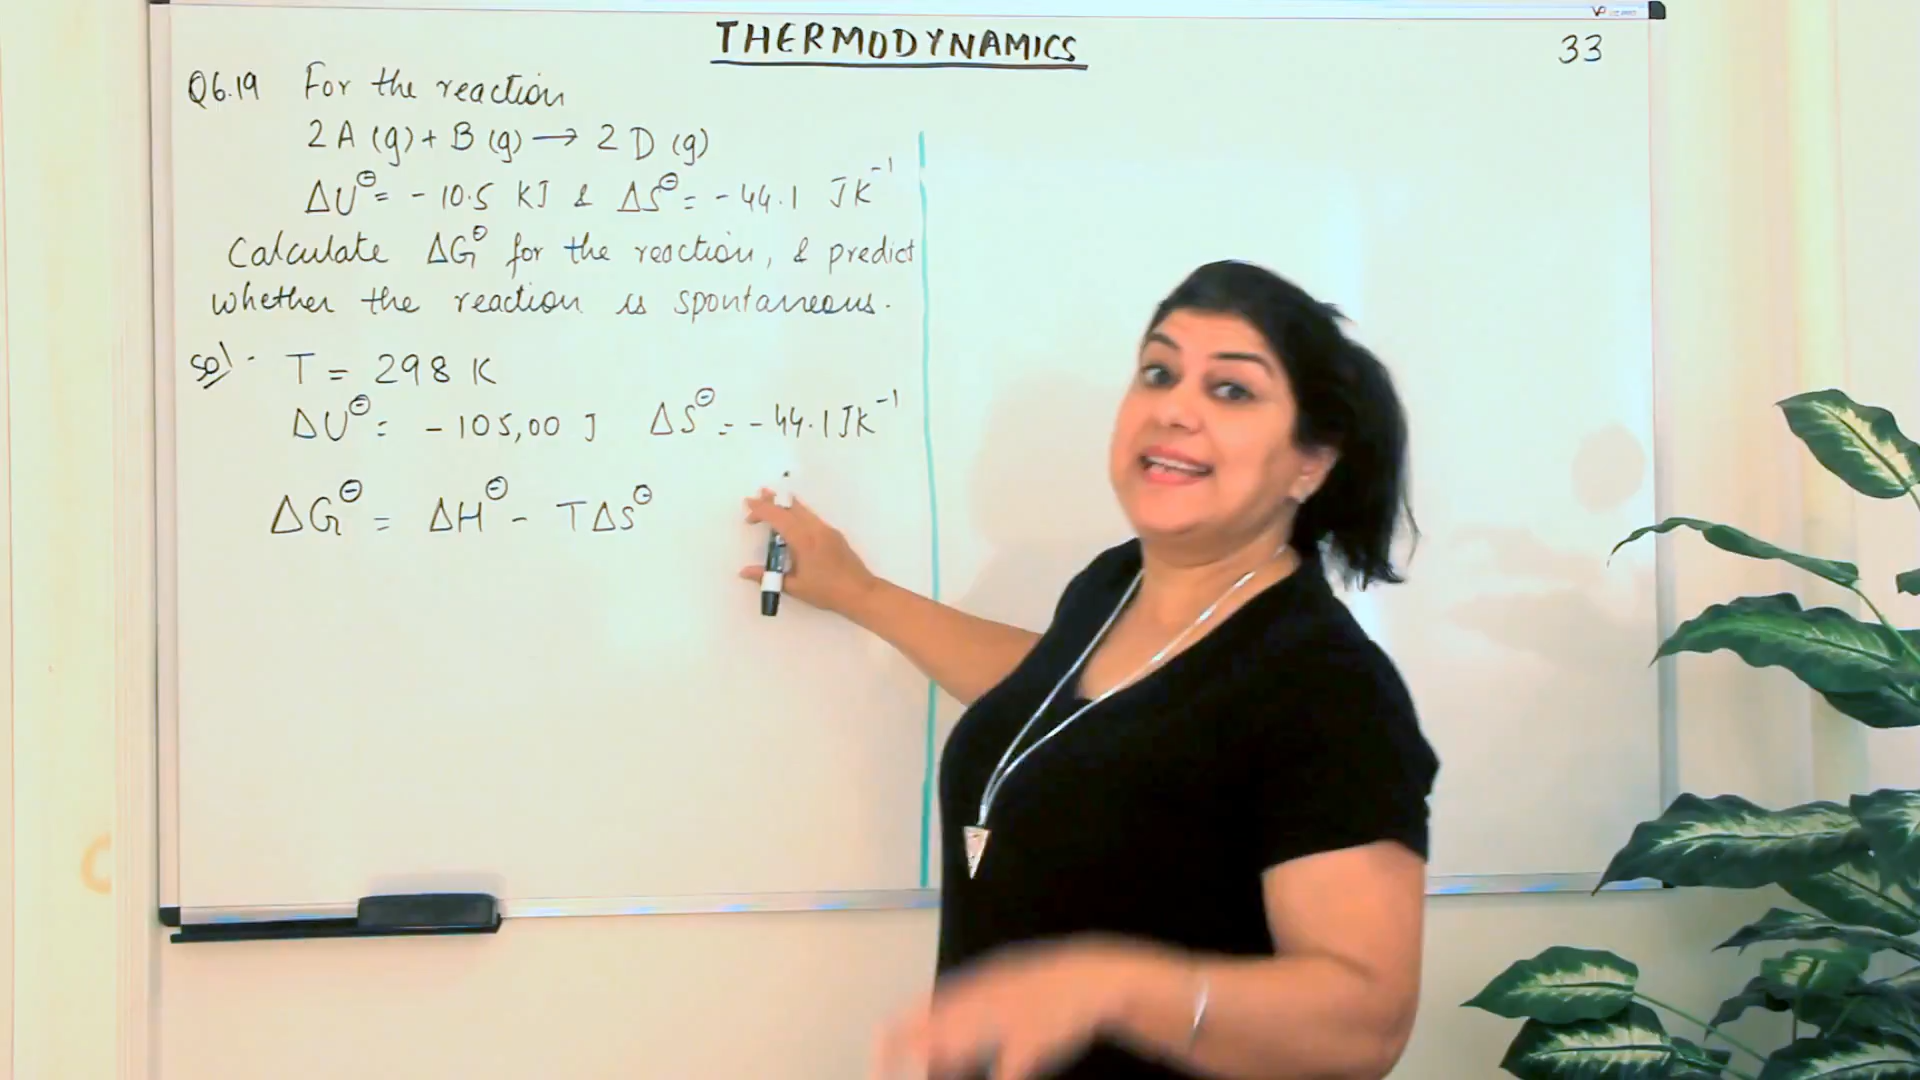 THERMODYNAMICS
33
Q6.19 For the reaction
2A (g) + B (g) → 2D (g)
ΔU⊖ = -10.5 KJ & ΔS⊖ = -44.1 JK⁻¹
Calculate ΔG⊖ for the reaction, & predict
whether the reaction is spontaneous.
Sol. T = 298 K
ΔU⊖ = -105,00 J ΔS⊖ = -44.1 JK⁻¹
ΔG⊖ = ΔH⊖ - TΔS⊖